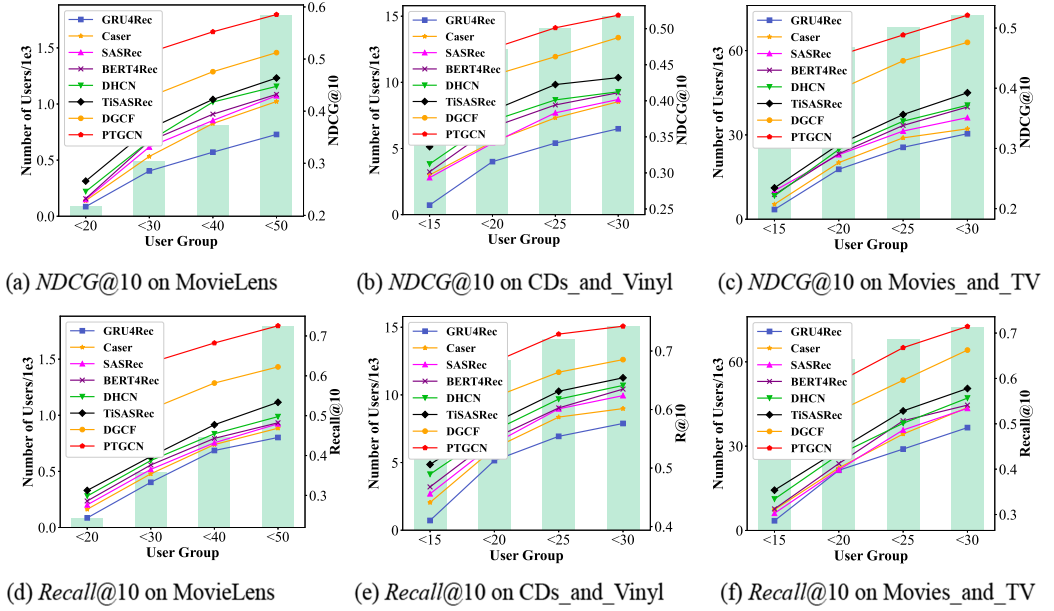 GRU4Rec
Caser
SASRec
BERT4Rec
DHCN
TiSASRec
DGCF
PTGCN
Number of Users/1e3
0.0
0.5
1.0
1.5
NDCG@10
0.2
0.3
0.4
0.5
0.6
<20
<30
<40
<50
User Group
(a) NDCG@10 on MovieLens
GRU4Rec
Caser
SASRec
BERT4Rec
DHCN
TiSASRec
DGCF
PTGCN
Number of Users/1e3
0
5
10
15
NDCG@10
0.25
0.30
0.35
0.40
0.45
0.50
<15
<20
<25
<30
User Group
(b) NDCG@10 on CDs_and_Vinyl
GRU4Rec
Caser
SASRec
BERT4Rec
DHCN
TiSASRec
DGCF
PTGCN
Number of Users/1e3
0
30
60
NDCG@10
0.2
0.3
0.4
0.5
<15
<20
<25
<30
User Group
(c) NDCG@10 on Movies_and_TV
GRU4Rec
Caser
SASRec
BERT4Rec
DHCN
TiSASRec
DGCF
PTGCN
Number of Users/1e3
0.0
0.5
1.0
1.5
Recall@10
0.3
0.4
0.5
0.6
0.7
<20
<30
<40
<50
User Group
(d) Recall@10 on MovieLens
GRU4Rec
Caser
SASRec
BERT4Rec
DHCN
TiSASRec
DGCF
PTGCN
Number of Users/1e3
0
5
10
15
R@10
0.4
0.5
0.6
0.7
<15
<20
<25
<30
User Group
(e) Recall@10 on CDs_and_Vinyl
GRU4Rec
Caser
SASRec
BERT4Rec
DHCN
TiSASRec
DGCF
PTGCN
Number of Users/1e3
0
30
60
Recall@10
0.3
0.4
0.5
0.6
0.7
<15
<20
<25
<30
User Group
(f) Recall@10 on Movies_and_TV